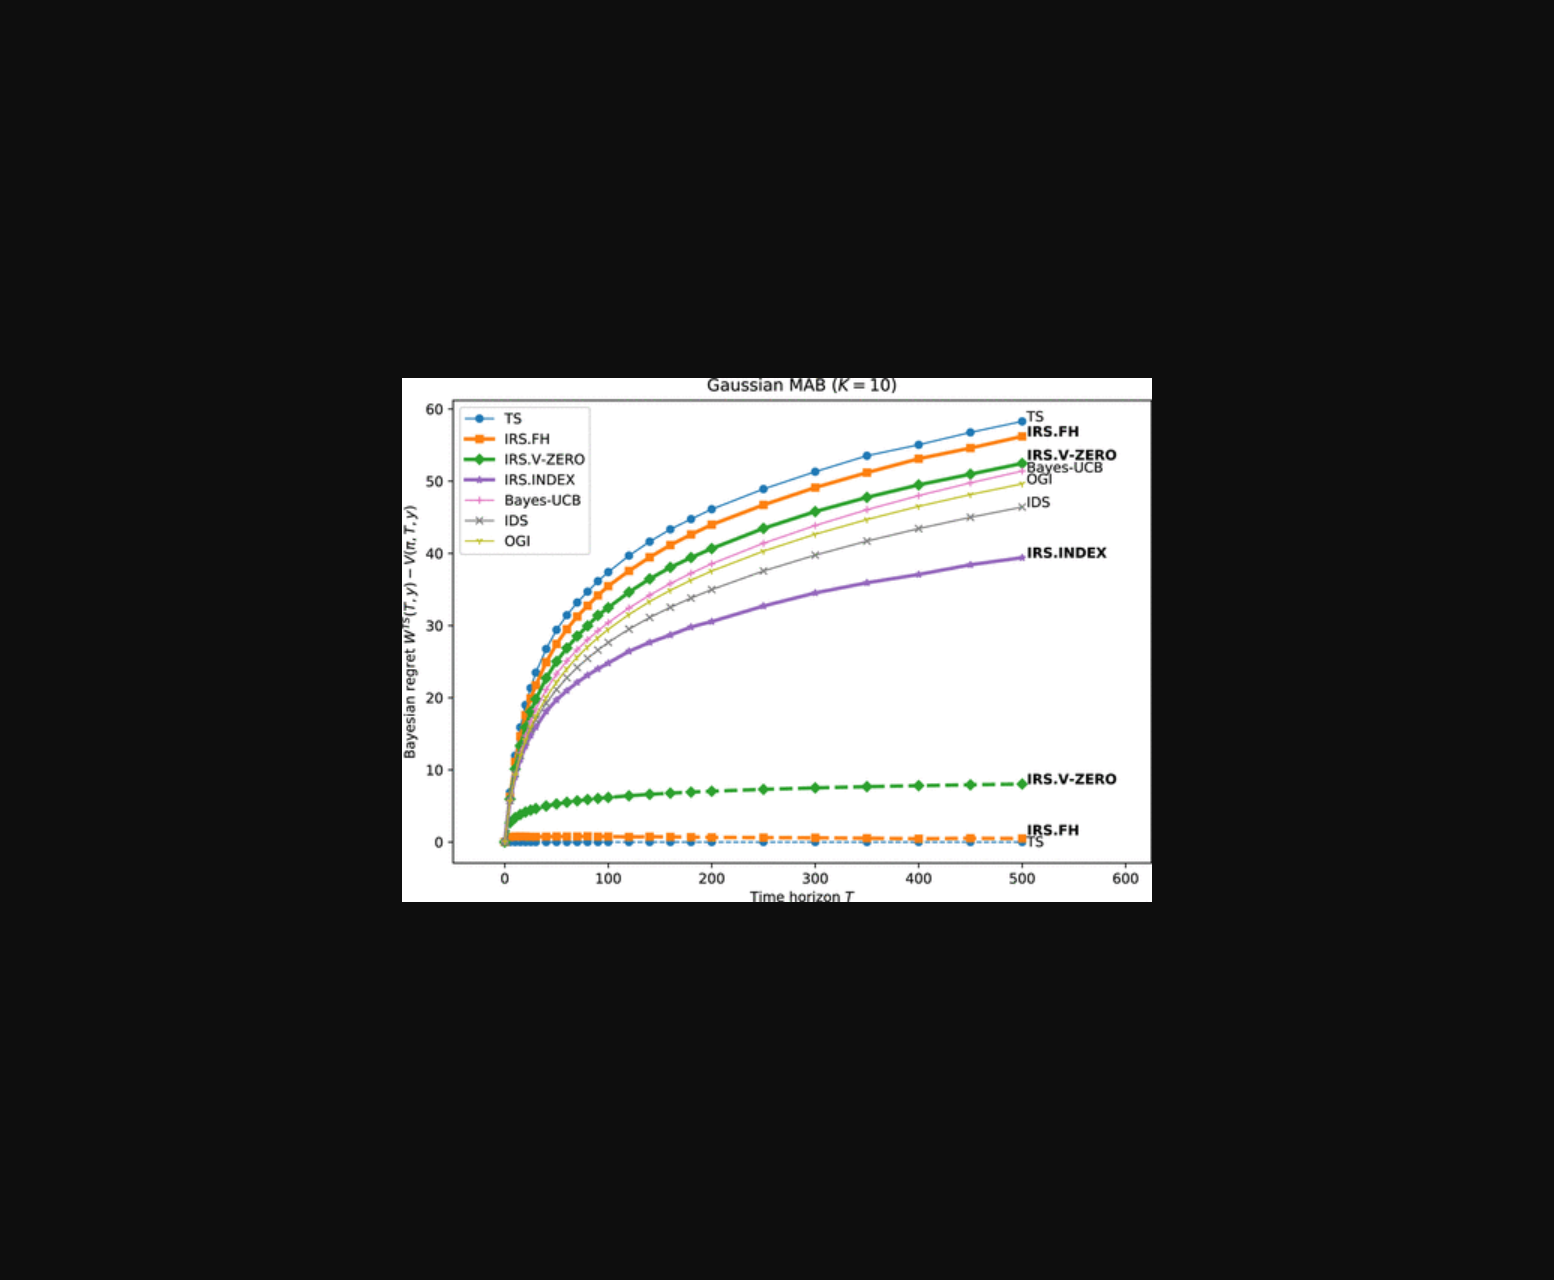 Gaussian MAB (K = 10)
Bayesian regret W^TS(T, y) − V(π, T, y)
60
50
40
30
20
10
0
TS
IRS.FH
IRS.V-ZERO
IRS.INDEX
Bayes-UCB
IDS
OGI
TS
IRS.FH
IRS.V-ZERO
Bayes-UCB
OGI
IDS
IRS.INDEX
IRS.V-ZERO
IRS.FH
TS
0 100 200 300 400 500 600
Time horizon T